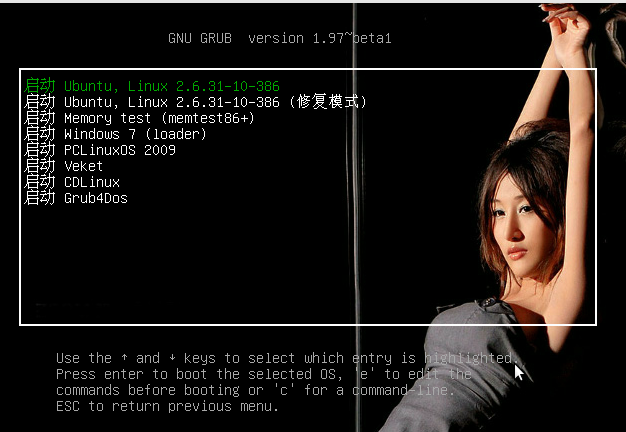 GNU GRUB version 1.97~beta1
启动 Ubuntu, Linux 2.6.31-10-386
启动 Ubuntu, Linux 2.6.31-10-386 (修复模式)
启动 Memory test (memtest86+)
启动 Windows 7 (loader)
启动 PCLinuxOS 2009
启动 Veket
启动 CDLinux
启动 Grub4Dos
Use the ↑ and ↓ keys to select which entry is highlighted.
Press enter to boot the selected OS, 'e' to edit the
commands before booting or 'c' for a command-line.
ESC to return previous menu.